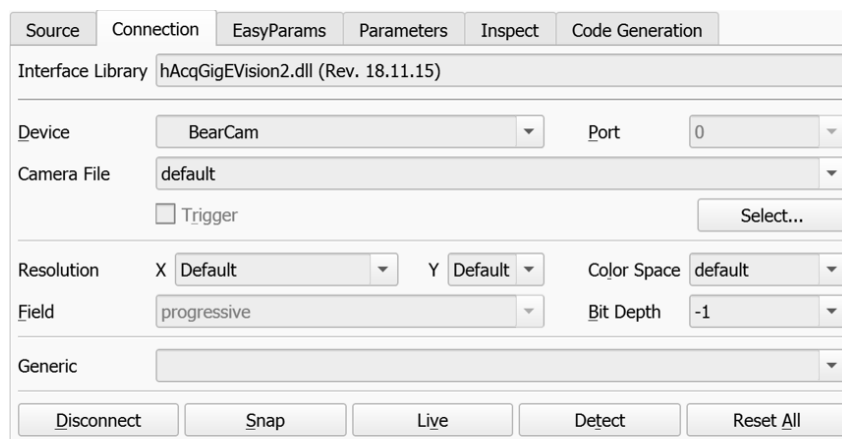 Source Connection EasyParams Parameters Inspect Code Generation
Interface Library hAcqGigEVision2.dll (Rev. 18.11.15)
Device BearCam Port 0
Camera File default
Trigger Select...
Resolution X Default Y Default Color Space default
Field progressive Bit Depth -1
Generic
Disconnect Snap Live Detect Reset All